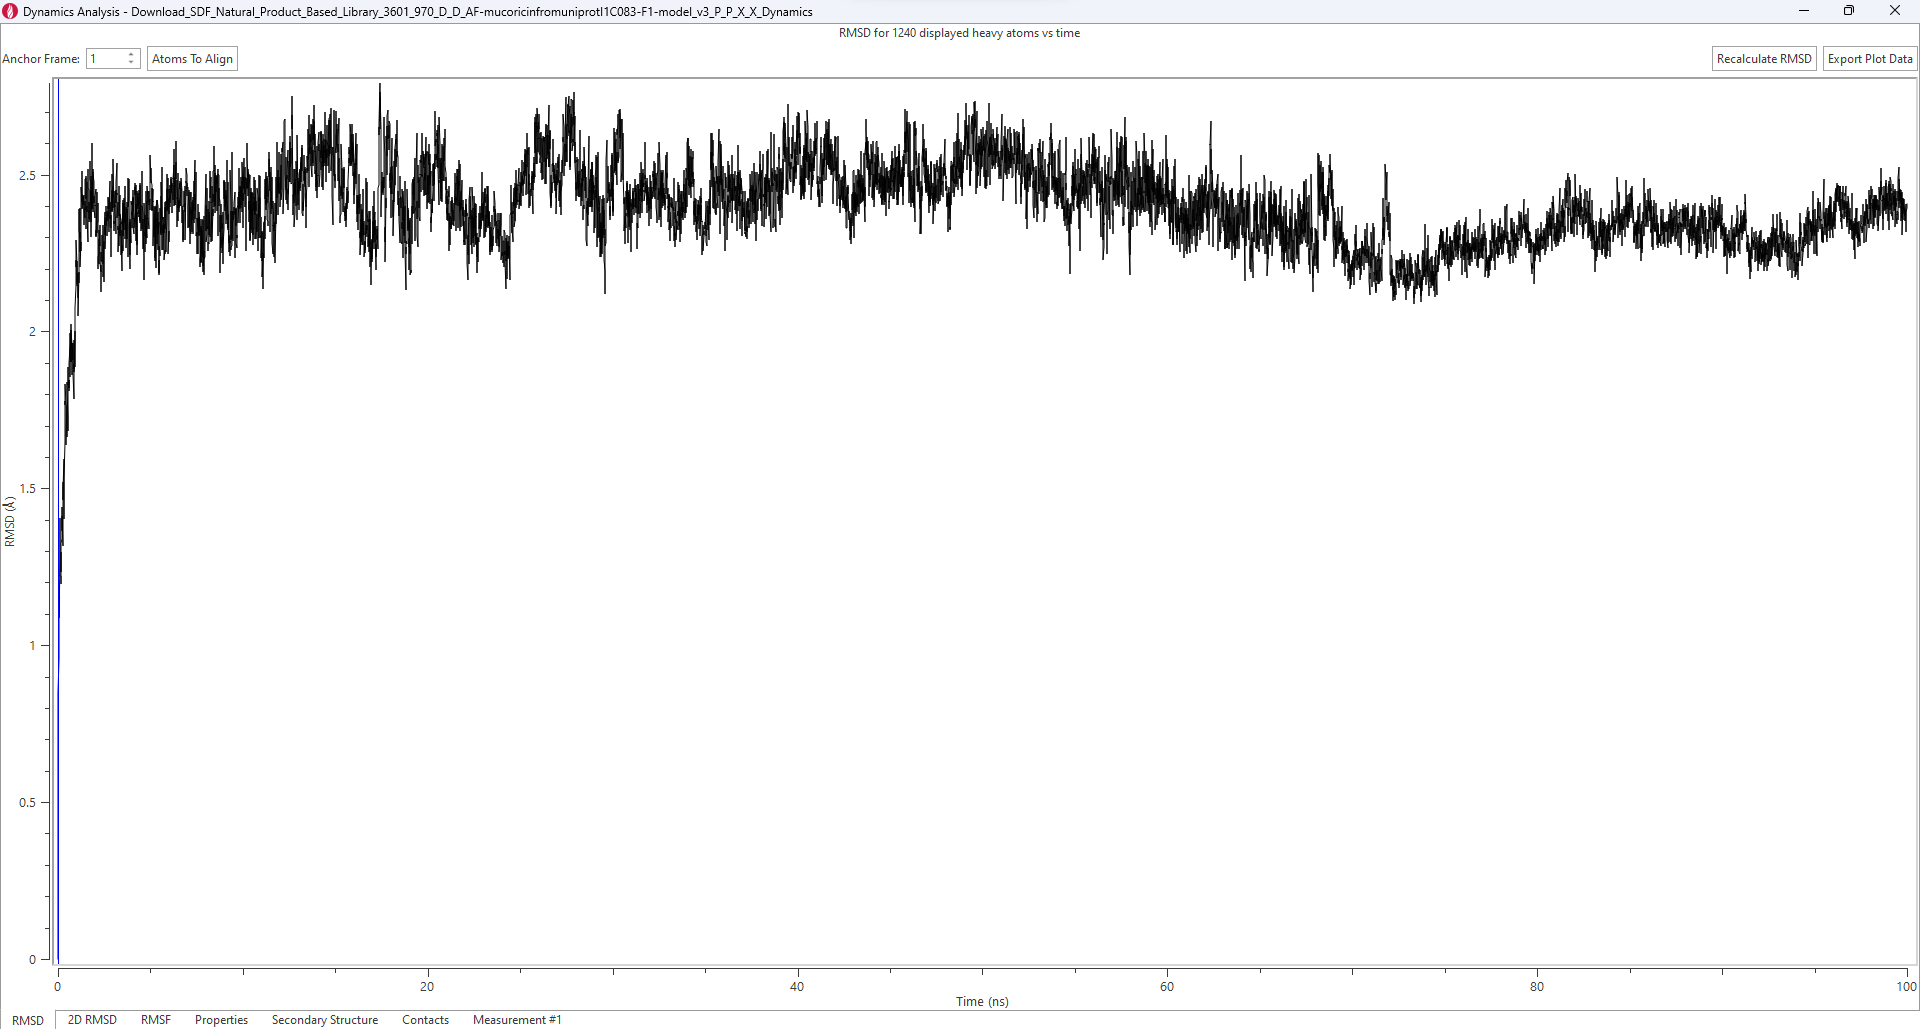 Dynamics Analysis - Download_SDF_Natural_Product_Based_Library_3601_970_D_D_AF-mucoricinfromuniprotI1C083-F1-model_v3_P_P_X_X_Dynamics
RMSD for 1240 displayed heavy atoms vs time
Anchor Frame: 1 Atoms To Align Recalculate RMSD Export Plot Data
2.5
2
1.5
1
0.5
0
RMSD (Å)
0 20 40 60 80 100
Time (ns)
RMSD 2D RMSD RMSF Properties Secondary Structure Contacts Measurement #1